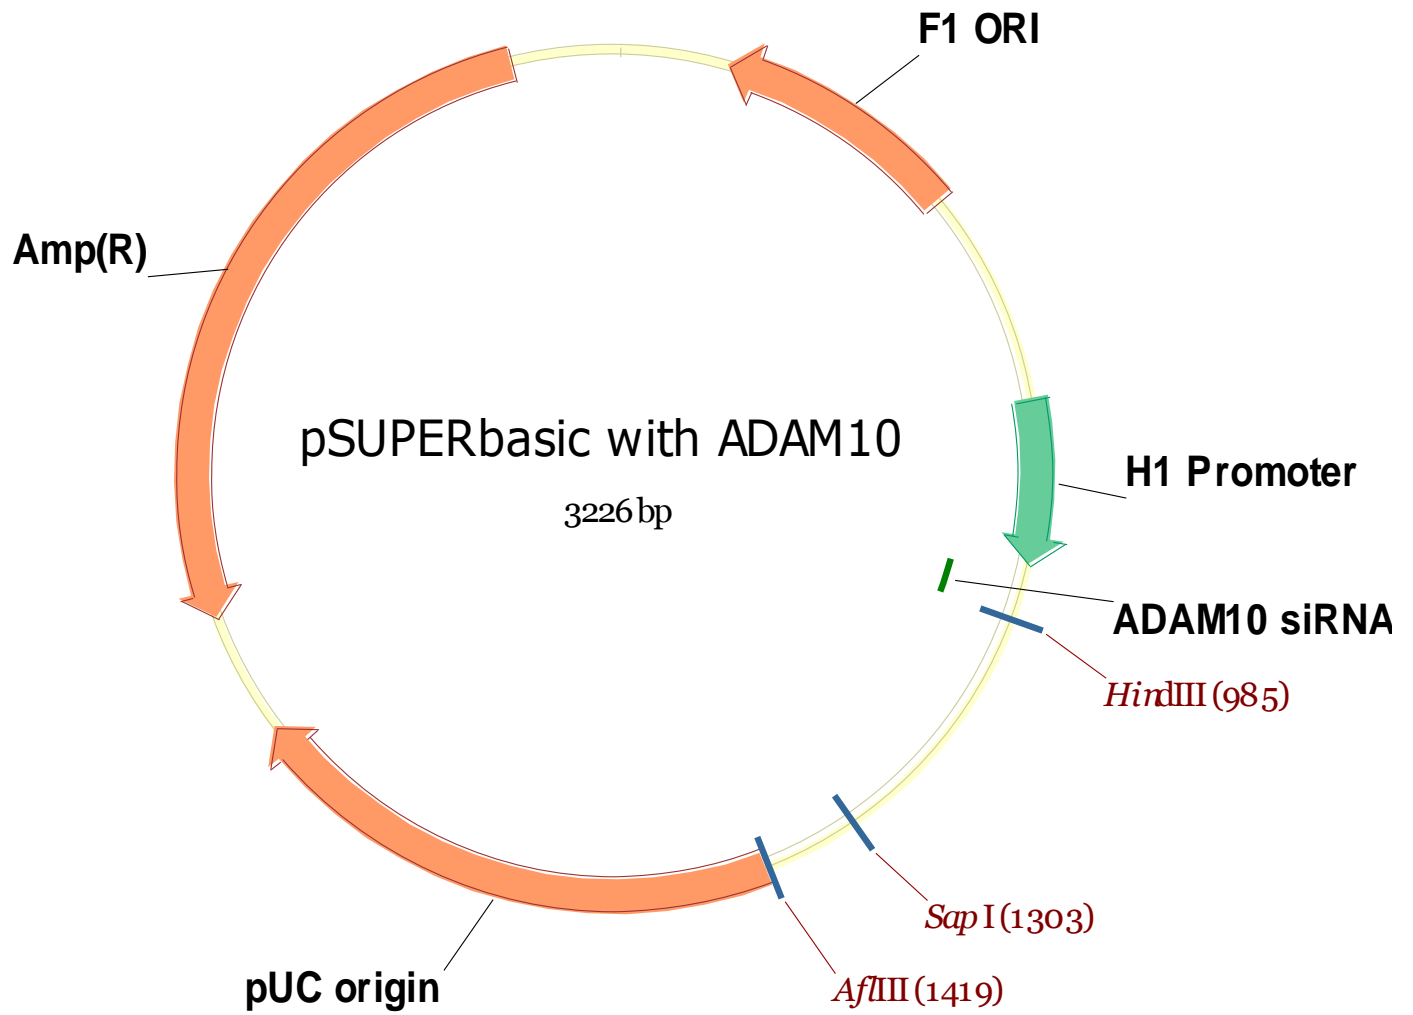 F1 ORI
Amp(R)
pSUPERbasic with ADAM10
3226 bp
H1 Promoter
ADAM10 siRNA
HindIII (985)
Sap I (1303)
AflIII (1419)
pUC origin